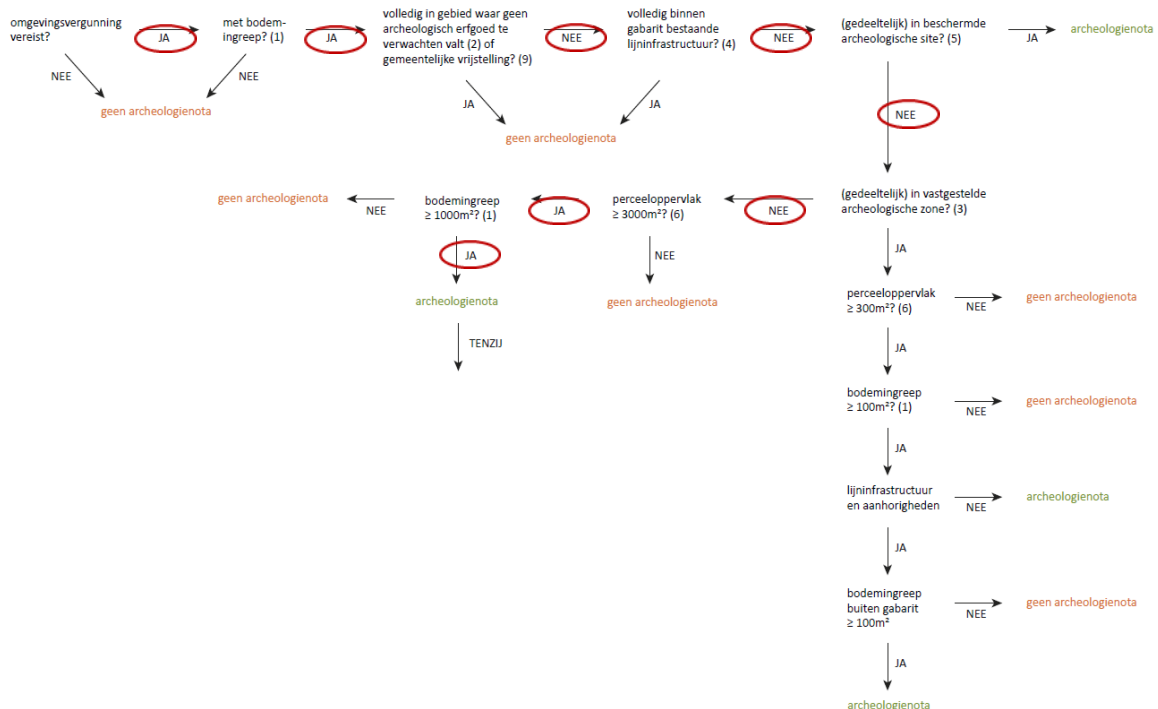 omgevingsvergunning
vereist?
JA
NEE
met bodem-
ingreep? (1)
JA
NEE
geen archeologienota
volledig in gebied waar geen
archeologisch erfgoed te
verwachten valt (2) of
gemeentelijke vrijstelling? (9)
NEE
JA
volledig binnen
gabarit bestaande
lijninfrastructuur? (4)
NEE
JA
geen archeologienota
(gedeeltelijk) in beschermde
archeologische site? (5)
JA
archeologienota
NEE
(gedeeltelijk) in vastgestelde
archeologische zone? (3)
NEE
perceeloppervlak
≥ 3000m²? (6)
JA
NEE
geen archeologienota
bodemingreep
≥ 1000m²? (1)
NEE
geen archeologienota
JA
archeologienota
TENZIJ
JA
perceeloppervlak
≥ 300m²? (6)
NEE
geen archeologienota
JA
bodemingreep
≥ 100m²? (1)
NEE
geen archeologienota
JA
lijninfrastructuur
en aanhorigheden
NEE
archeologienota
JA
bodemingreep
buiten gabarit
≥ 100m²
NEE
geen archeologienota
JA
archeologienota